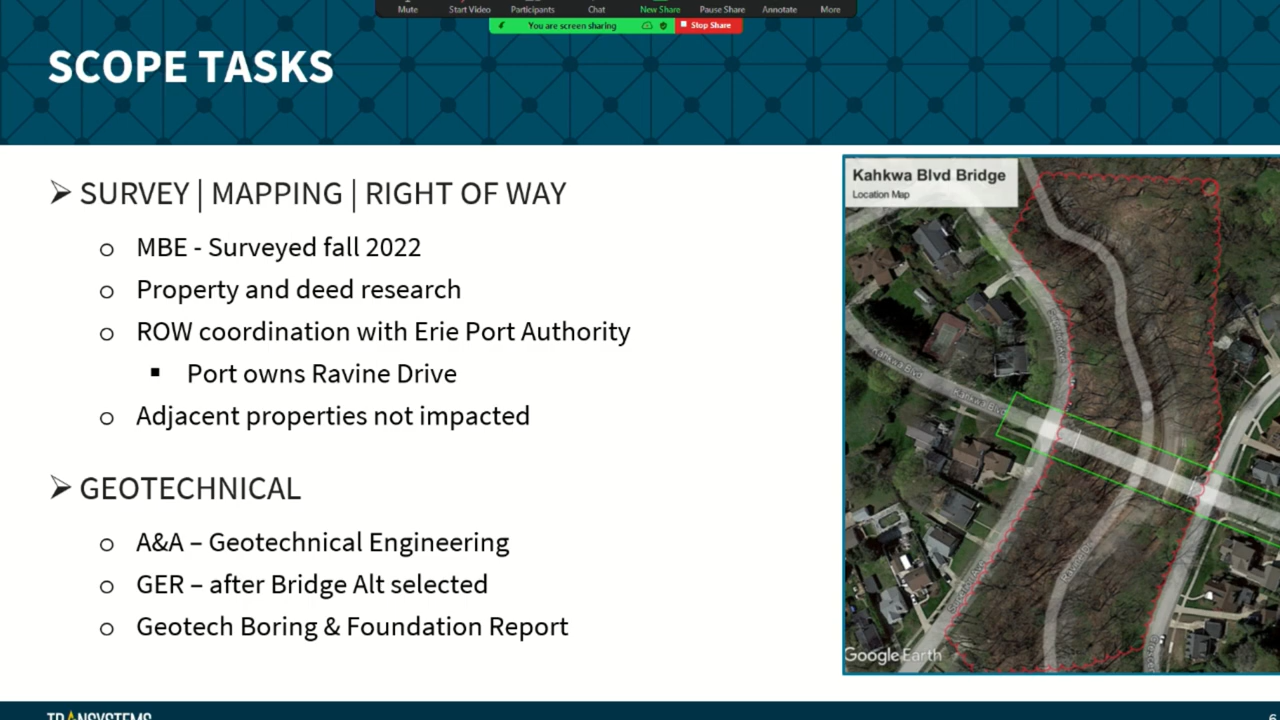 Mute Start Video Participants Chat New Share Pause Share Annotate More
You are screen sharing Stop Share
SCOPE TASKS
SURVEY | MAPPING | RIGHT OF WAY
MBE - Surveyed fall 2022
Property and deed research
ROW coordination with Erie Port Authority
Port owns Ravine Drive
Adjacent properties not impacted
GEOTECHNICAL
A&A – Geotechnical Engineering
GER – after Bridge Alt selected
Geotech Boring & Foundation Report
Kahkwa Blvd Bridge
Location Map
Kahkwa Blvd
Kahkwa Blvd
Google Earth
TRANSYSTEMS